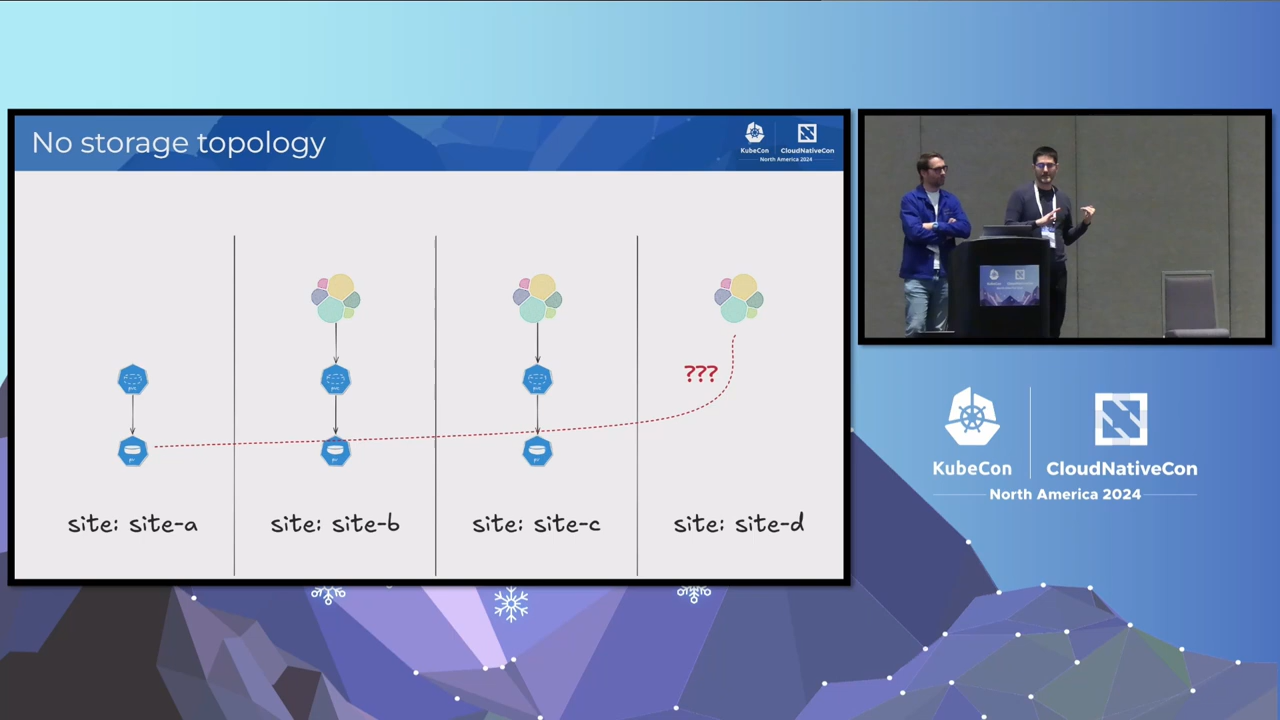 No storage topology
KubeCon
CloudNativeCon
North America 2024
???
site: site-a
site: site-b
site: site-c
site: site-d
KubeCon
CloudNativeCon
North America 2024